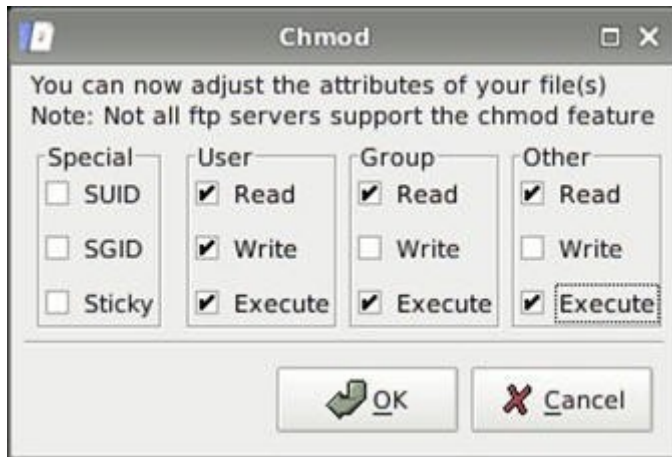 Chmod
You can now adjust the attributes of your file(s)
Note: Not all ftp servers support the chmod feature
Special User Group Other
SUID Read Read Read
SGID Write Write Write
Sticky Execute Execute Execute
OK Cancel